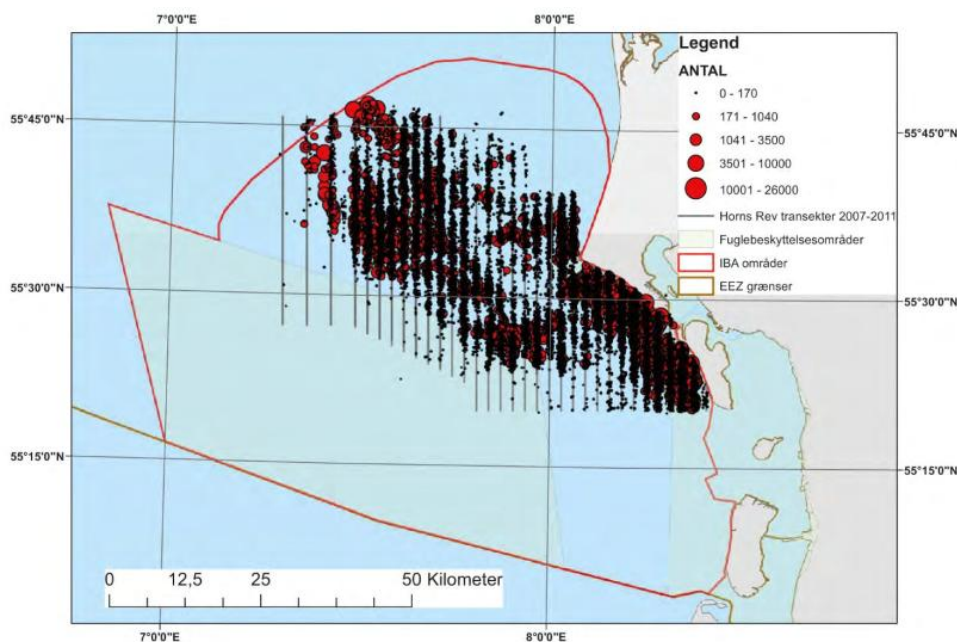 7°0'0"E
8°0'0"E
Legend
ANTAL
0 - 170
171 - 1040
1041 - 3500
3501 - 10000
10001 - 26000
Horns Rev transekter 2007-2011
Fuglebeskyttelsesområder
IBA områder
EEZ grænser
55°45'0"N
55°45'0"N
55°30'0"N
55°30'0"N
55°15'0"N
55°15'0"N
0
12,5
25
50 Kilometer
7°0'0"E
8°0'0"E